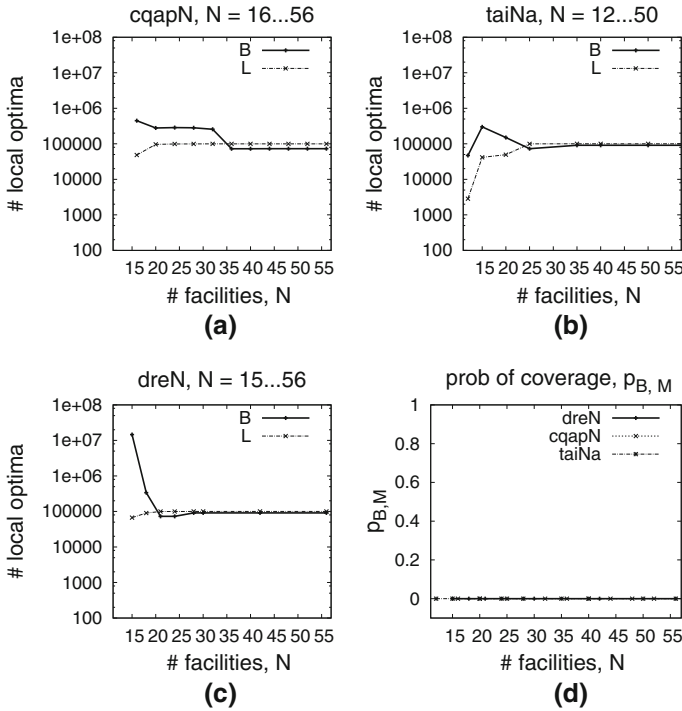 cqapN, N = 16...56
# local optima
1e+08
1e+07
1e+06
100000
10000
1000
100
B
L
15 20 25 30 35 40 45 50 55
# facilities, N
(a)
taiNa, N = 12...50
# local optima
1e+08
1e+07
1e+06
100000
10000
1000
100
B
L
15 20 25 30 35 40 45 50 55
# facilities, N
(b)
dreN, N = 15...56
# local optima
1e+08
1e+07
1e+06
100000
10000
1000
100
B
L
15 20 25 30 35 40 45 50 55
# facilities, N
(c)
prob of coverage, pB, M
pB,M
1
0.8
0.6
0.4
0.2
0
dreN
cqapN
taiNa
15 20 25 30 35 40 45 50 55
# facilities, N
(d)